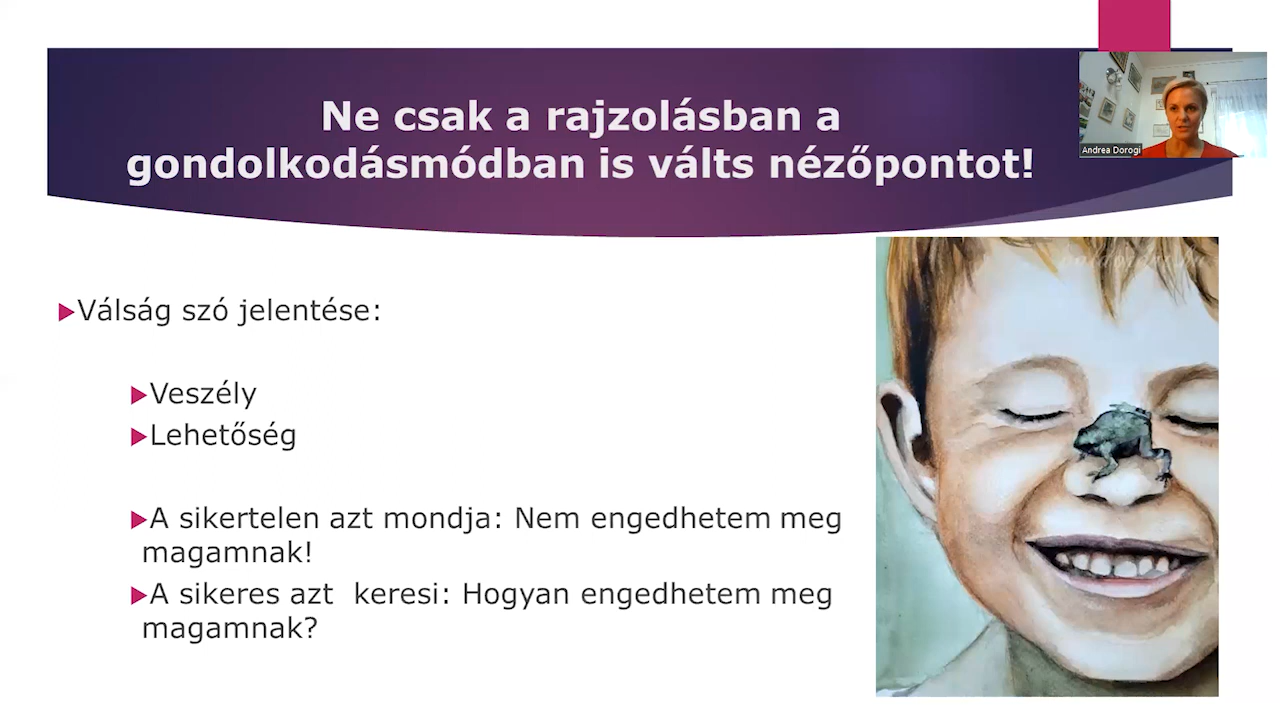 Ne csak a rajzolásban a
gondolkodásmódban is válts nézőpontot!
Andrea Dorogi
Válság szó jelentése:
Veszély
Lehetőség
A sikertelen azt mondja: Nem engedhetem meg
magamnak!
A sikeres azt  keresi: Hogyan engedhetem meg
magamnak?